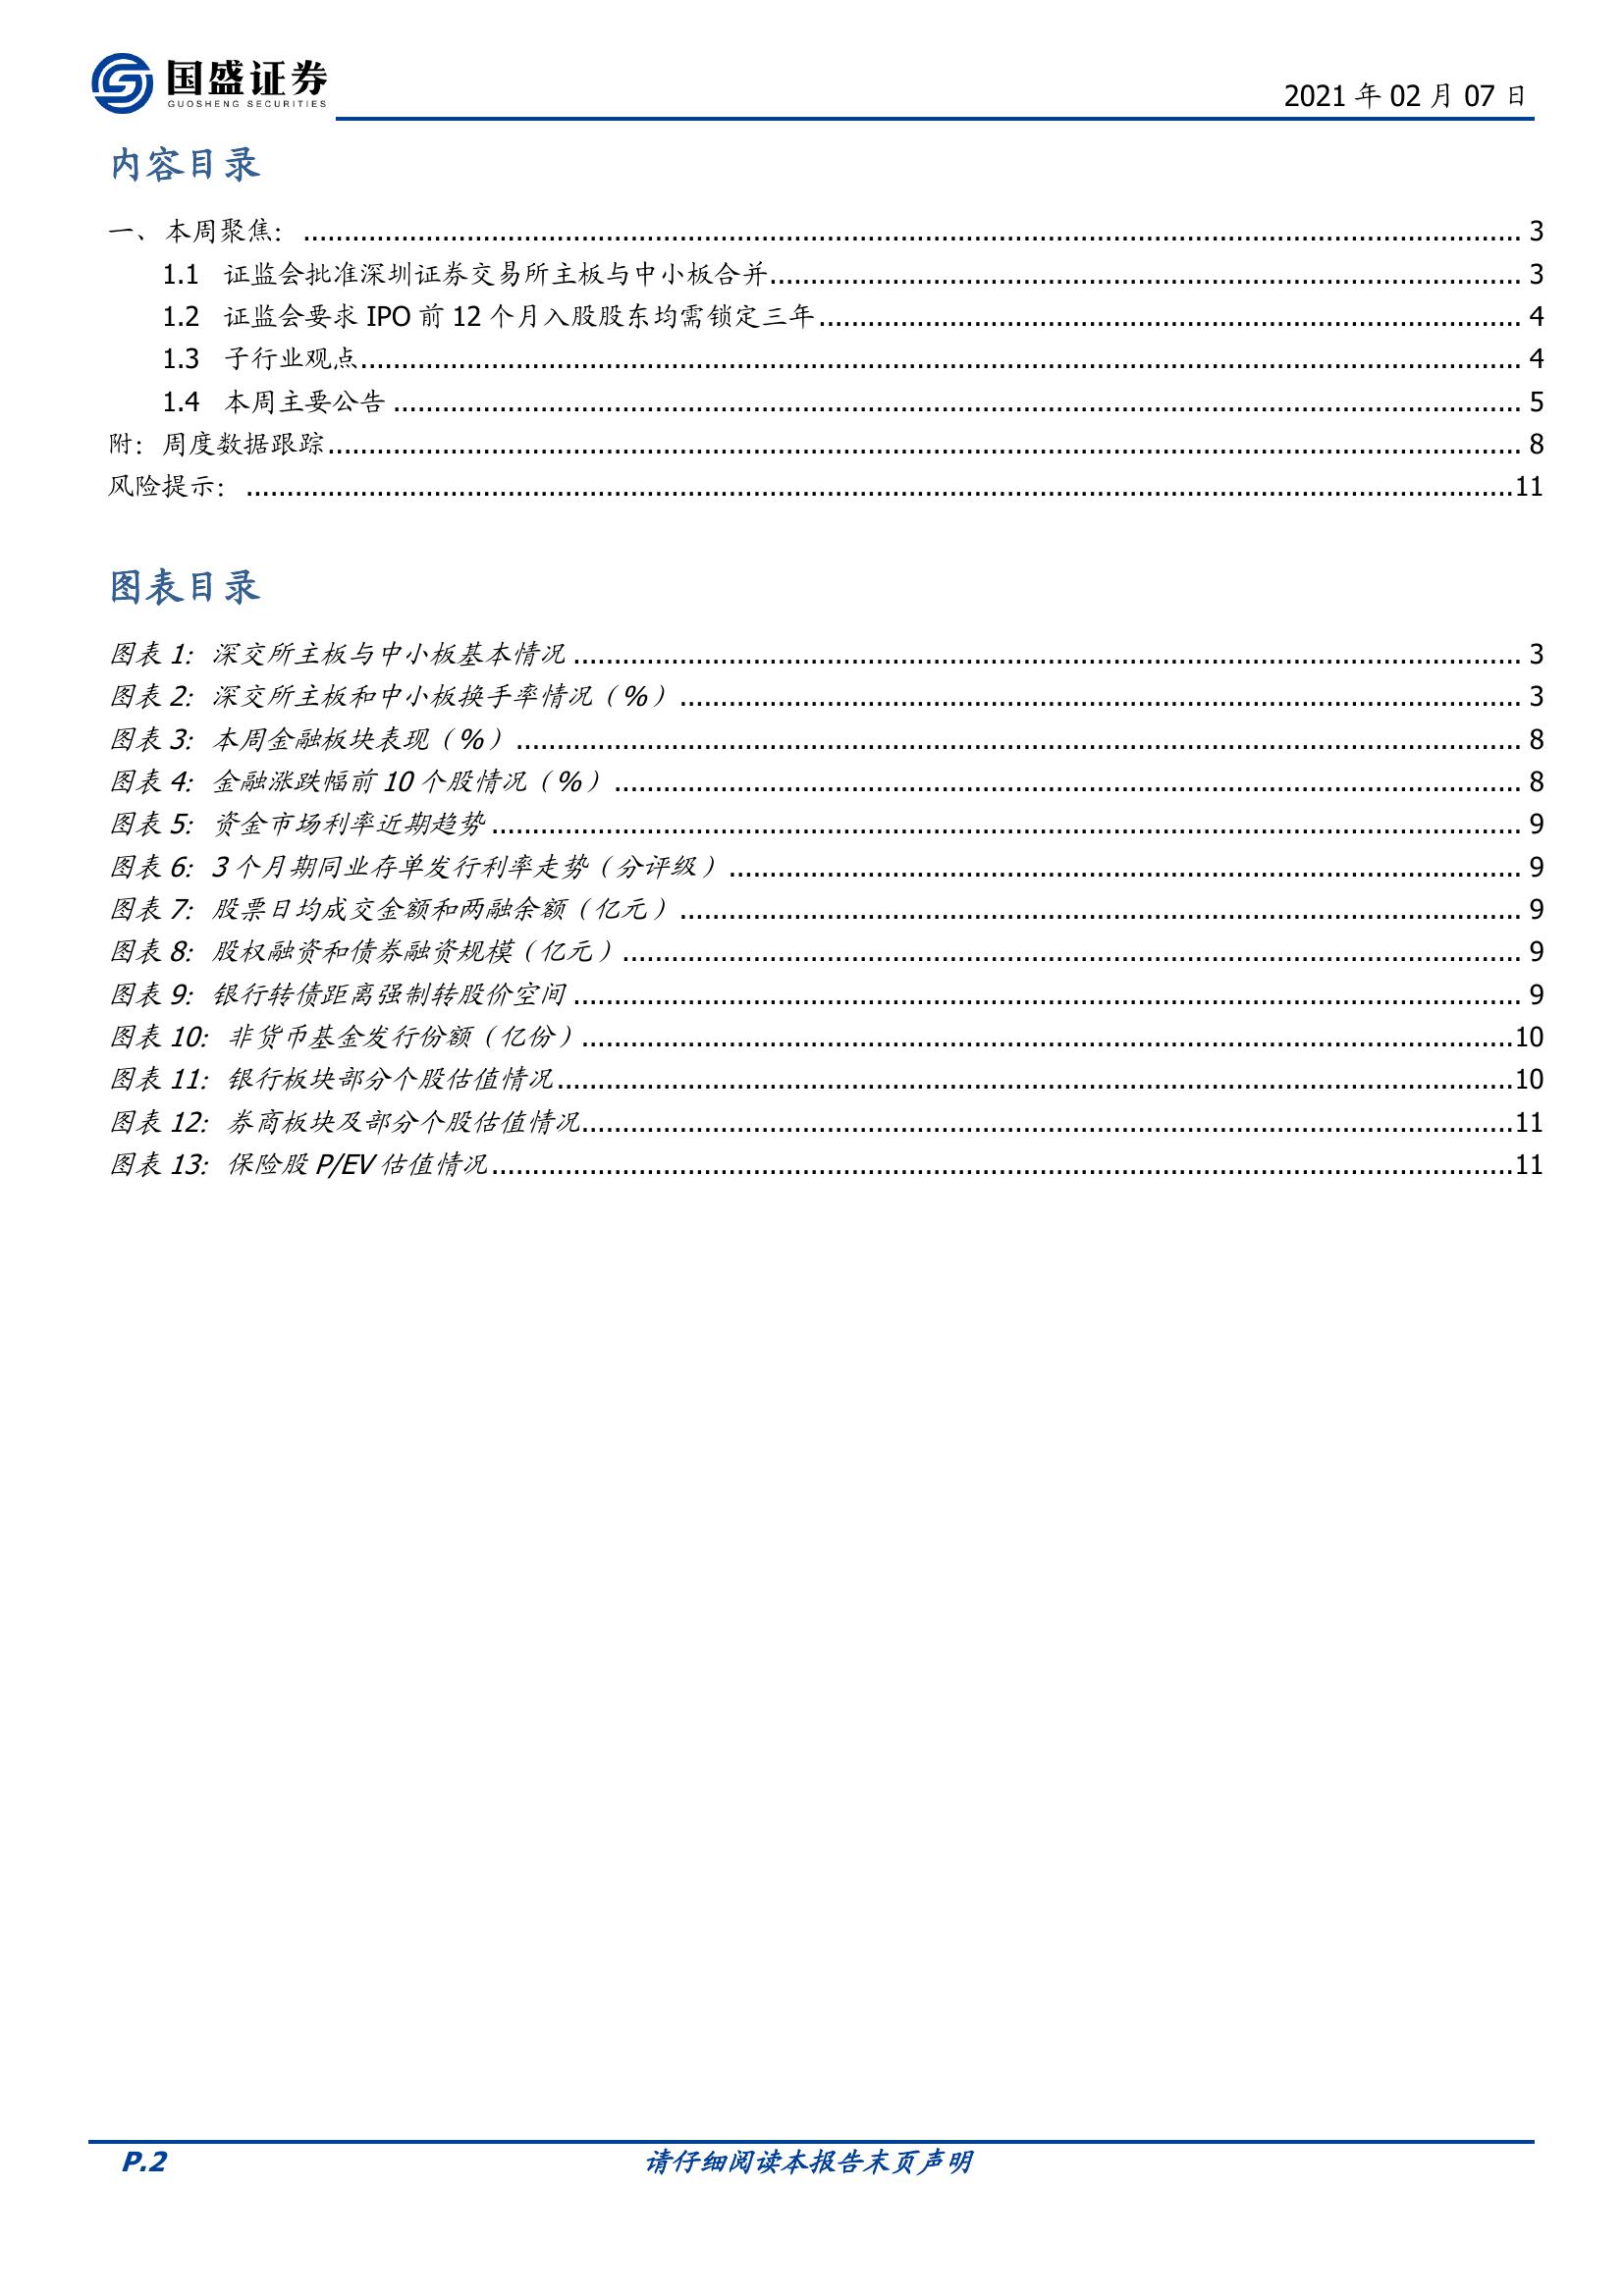 国盛证券
GUOSHENG SECURITIES
2021 年 02 月 07 日
内容目录
一、本周聚焦： ........ 3
1.1 证监会批准深圳证券交易所主板与中小板合并........ 3
1.2 证监会要求 IPO 前 12 个月入股股东均需锁定三年........ 4
1.3 子行业观点........ 4
1.4 本周主要公告........ 5
附：周度数据跟踪........ 8
风险提示： ........11
图表目录
图表 1: 深交所主板与中小板基本情况........ 3
图表 2: 深交所主板和中小板换手率情况（%）........ 3
图表 3: 本周金融板块表现（%）........ 8
图表 4: 金融涨跌幅前 10 个股情况（%）........ 8
图表 5: 资金市场利率近期趋势........ 9
图表 6: 3 个月期同业存单发行利率走势（分评级）........ 9
图表 7: 股票日均成交金额和两融余额（亿元）........ 9
图表 8: 股权融资和债券融资规模（亿元）........ 9
图表 9: 银行转债距离强制转股价空间........ 9
图表 10: 非货币基金发行份额（亿份）........10
图表 11: 银行板块部分个股估值情况........10
图表 12: 券商板块及部分个股估值情况........11
图表 13: 保险股 P/EV 估值情况........11
P.2
请仔细阅读本报告末页声明